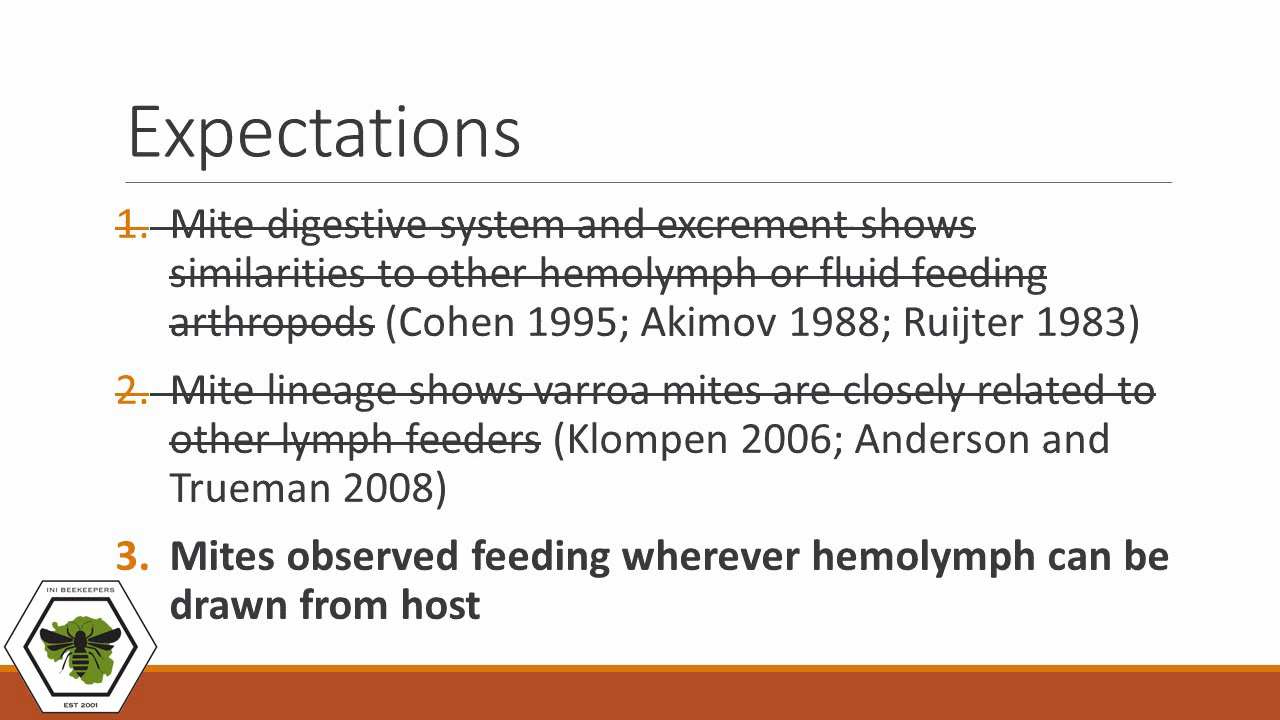 Expectations
1. Mite digestive system and excrement shows
similarities to other hemolymph or fluid feeding
arthropods (Cohen 1995; Akimov 1988; Ruijter 1983)
2. Mite lineage shows varroa mites are closely related to
other lymph feeders (Klompen 2006; Anderson and
Trueman 2008)
3. Mites observed feeding wherever hemolymph can be
drawn from host
INI BEEKEEPERS
EST 2001